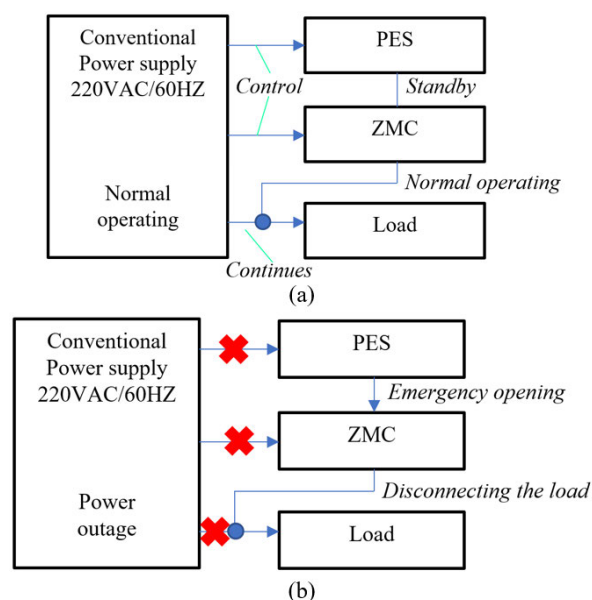 Conventional
Power supply
220VAC/60HZ
PES
Control
Standby
ZMC
Normal operating
Normal
operating
Load
Continues
(a)
Conventional
Power supply
220VAC/60HZ
PES
Emergency opening
ZMC
Disconnecting the load
Power
outage
Load
(b)